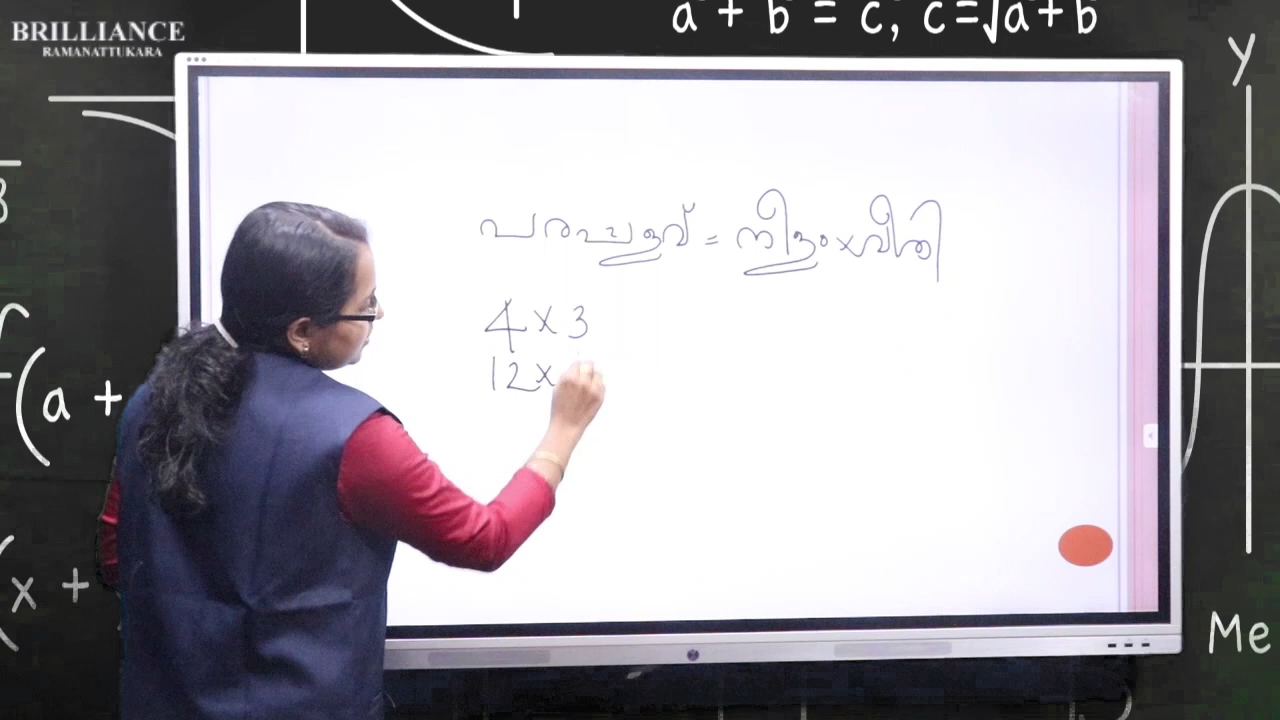 BRILLIANCE
RAMANATTUKARA
a + b = c, c=√a+b
y
പരപ്പളവ് = നീളം×വീതി
4 × 3
12 ×
(a +
x +
Me